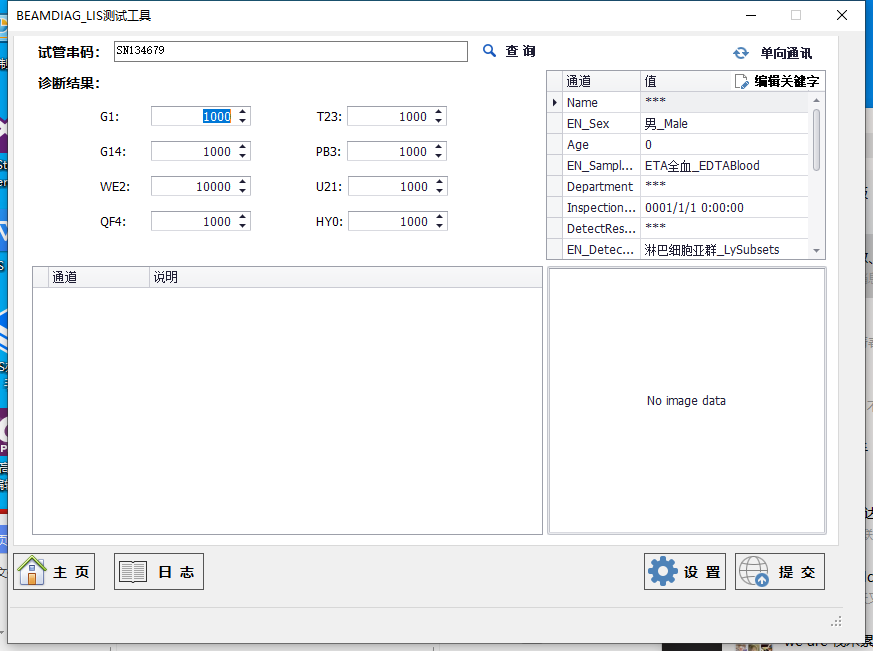 BEAMDIAG_LIS测试工具
试管串码: SN134679 查 询 单向通讯
诊断结果:
通道 值 编辑关键字
Name ***
EN_Sex 男_Male
Age 0
EN_Sampl... ETA全血_EDTABlood
Department ***
Inspection... 0001/1/1 0:00:00
DetectRes... ***
EN_Detec... 淋巴细胞亚群_LySubsets
G1: 1000 T23: 1000
G14: 1000 PB3: 1000
WE2: 10000 U21: 1000
QF4: 1000 HY0: 1000
通道 说明
No image data
主 页 日 志 设 置 提 交